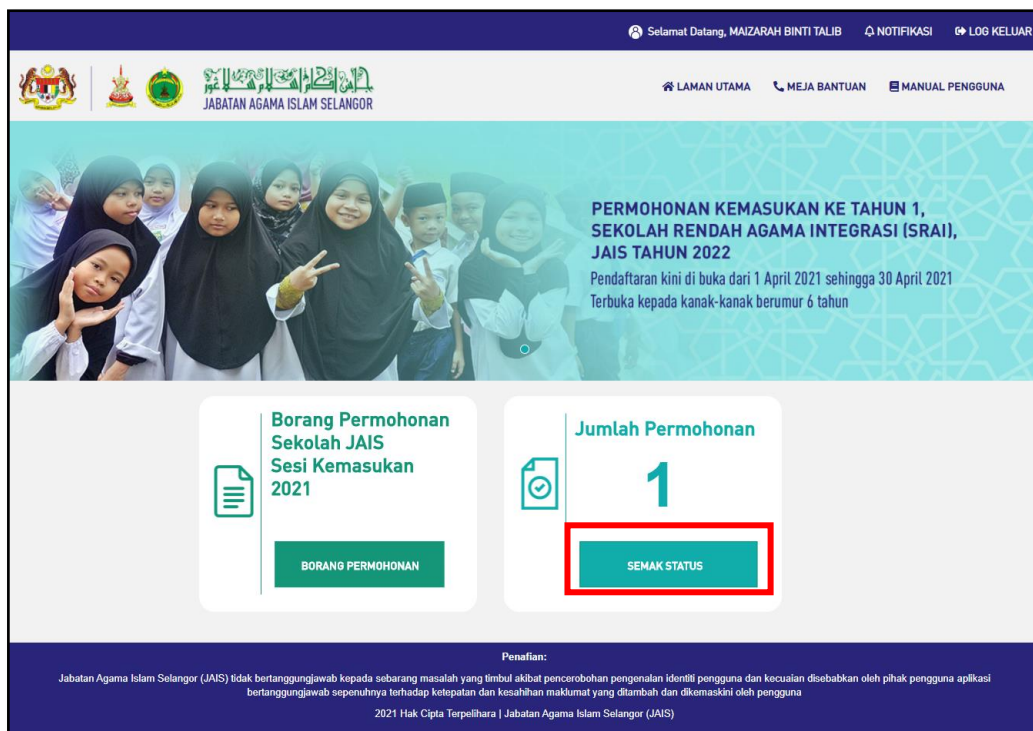 Selamat Datang, MAIZARAH BINTI TALIB NOTIFIKASI LOG KELUAR
JABATAN AGAMA ISLAM SELANGOR
LAMAN UTAMA MEJA BANTUAN MANUAL PENGGUNA
PERMOHONAN KEMASUKAN KE TAHUN 1,
SEKOLAH RENDAH AGAMA INTEGRASI (SRAI),
JAIS TAHUN 2022
Pendaftaran kini di buka dari 1 April 2021 sehingga 30 April 2021
Terbuka kepada kanak-kanak berumur 6 tahun
Borang Permohonan
Sekolah JAIS
Sesi Kemasukan
2021
BORANG PERMOHONAN
Jumlah Permohonan
1
SEMAK STATUS
Penafian:
Jabatan Agama Islam Selangor (JAIS) tidak bertanggungjawab kepada sebarang masalah yang timbul akibat pencerobohan pengenalan identiti pengguna dan kecuaian disebabkan oleh pihak pengguna aplikasi
bertanggungjawab sepenuhnya terhadap ketepatan dan kesahihan maklumat yang ditambah dan dikemaskini oleh pengguna
2021 Hak Cipta Terpelihara | Jabatan Agama Islam Selangor (JAIS)